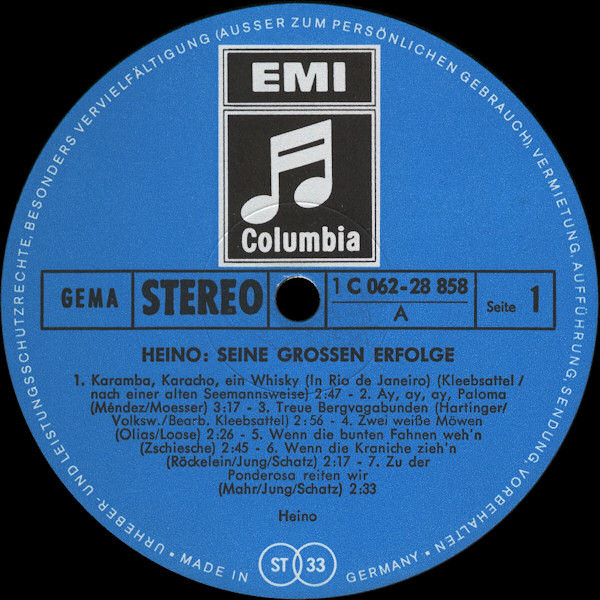 URHEBER- UND LEISTUNGSSCHUTZRECHTE, BESONDERS VERVIELFÄLTIGUNG (AUSSER ZUM PERSÖNLICHEN GEBRAUCH), VERMIETUNG, AUFFÜHRUNG, SENDUNG, VORBEHALTEN
EMI
Columbia
GEMA
STEREO
1 C 062-28 858
A
Seite 1
HEINO: SEINE GROSSEN ERFOLGE
1. Karamba, Karacho, ein Whisky (In Rio de Janeiro) (Kleebsattel/
nach einer alten Seemannsweise) 2:47 - 2. Ay, ay, ay, Paloma
(Méndez/Moesser) 3:17 - 3. Treue Bergvagabunden (Hartinger/
Volksw./Bearb. Kleebsattel) 2:56 - 4. Zwei weiße Möwen
(Olias/Loose) 2:26 - 5. Wenn die bunten Fahnen weh'n
(Zschiesche) 2:45 - 6. Wenn die Kraniche zieh'n
(Röckelein/Jung/Schatz) 2:17 - 7. Zu der
Ponderosa reiten wir
(Mahr/Jung/Schatz) 2:33
Heino
• MADE IN
ST 33
GERMANY •